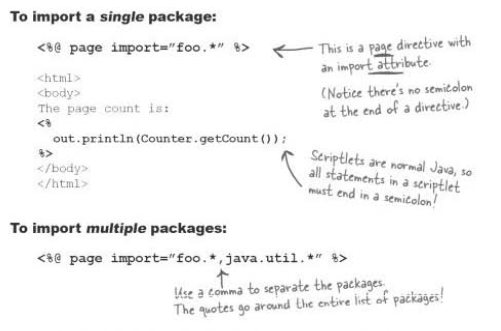 To import a single package:
<%@ page import="foo.*" %>
This is a page directive with
an import attribute.
(Notice there's no semicolon
at the end of a directive.)
<html>
<body>
The page count is:
<%
out.println(Counter.getCount());
%>
</body>
</html>
Scriptlets are normal Java, so
all statements in a scriptlet
must end in a semicolon!
To import multiple packages:
<%@ page import="foo.*,java.util.*" %>
Use a comma to separate the packages.
The quotes go around the entire list of packages!